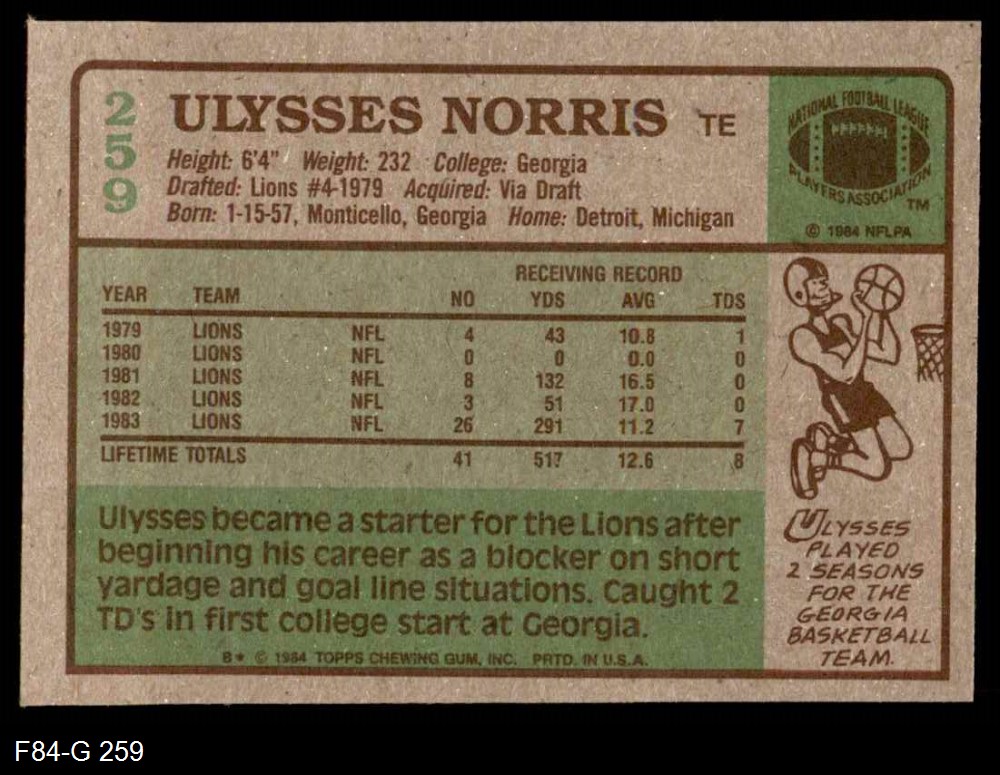 259
ULYSSES NORRIS TE
Height: 6'4" Weight: 232 College: Georgia
Drafted: Lions #4-1979 Acquired: Via Draft
Born: 1-15-57, Monticello, Georgia Home: Detroit, Michigan
NATIONAL FOOTBALL LEAGUE
PLAYERS ASSOCIATION
TM
© 1984 NFLPA
RECEIVING RECORD
YEAR TEAM NO YDS AVG TDS
1979 LIONS NFL 4 43 10.8 1
1980 LIONS NFL 0 0 0.0 0
1981 LIONS NFL 8 132 16.5 0
1982 LIONS NFL 3 51 17.0 0
1983 LIONS NFL 26 291 11.2 7
LIFETIME TOTALS 41 517 12.6 8
Ulysses became a starter for the Lions after
beginning his career as a blocker on short
yardage and goal line situations. Caught 2
TD's in first college start at Georgia.
B* © 1984 TOPPS CHEWING GUM, INC. PRTD. IN U.S.A.
ULYSSES
PLAYED
2 SEASONS
FOR THE
GEORGIA
BASKETBALL
TEAM.
F84-G 259